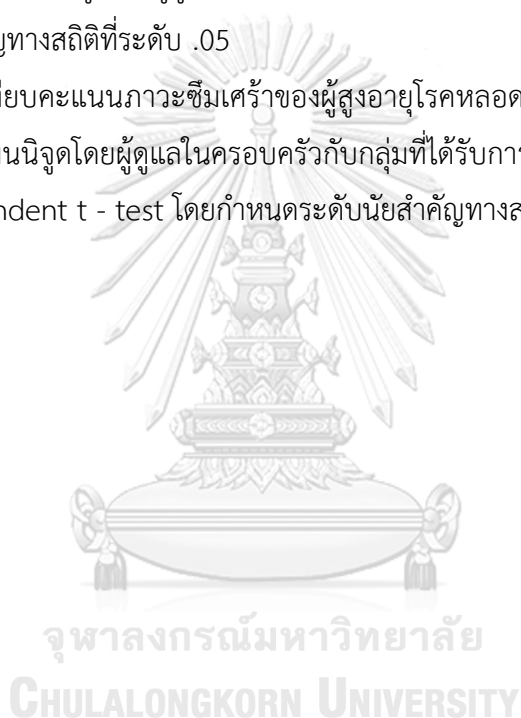 ญทางสถิติที่ระดับ .05
ียบคะแนนภาวะซึมเศร้าของผู้สูงอายุโรคหลอด
นนิจูดโดยผู้ดูแลในครอบครัวกับกลุ่มที่ได้รับการ
ndent t - test โดยกำหนดระดับนัยสำคัญทางส
จุฬาลงกรณ์มหาวิทยาลัย
CHULALONGKORN UNIVERSITY